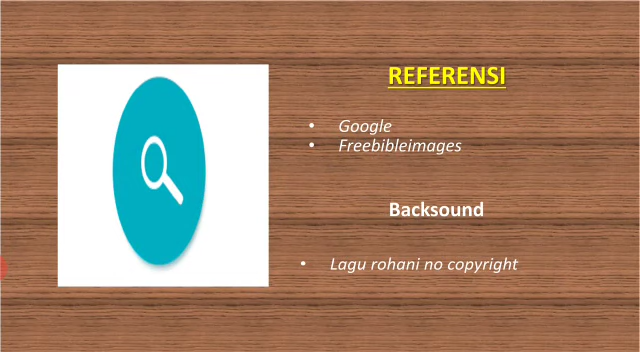 REFERENSI
• Google
• Freebibleimages
Backsound
• Lagu rohani no copyright